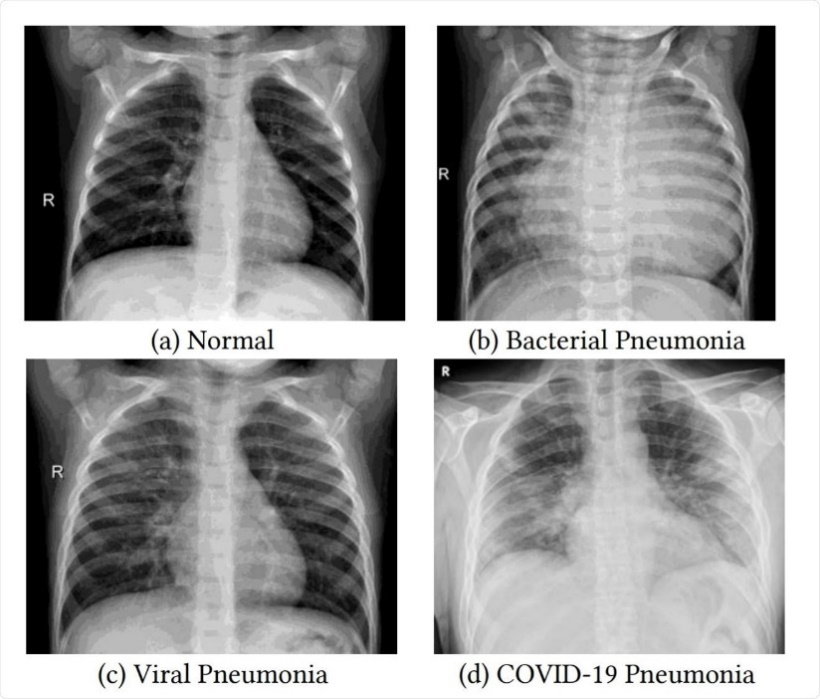 R
R
(a) Normal
(b) Bacterial Pneumonia
R
R
(c) Viral Pneumonia
(d) COVID-19 Pneumonia